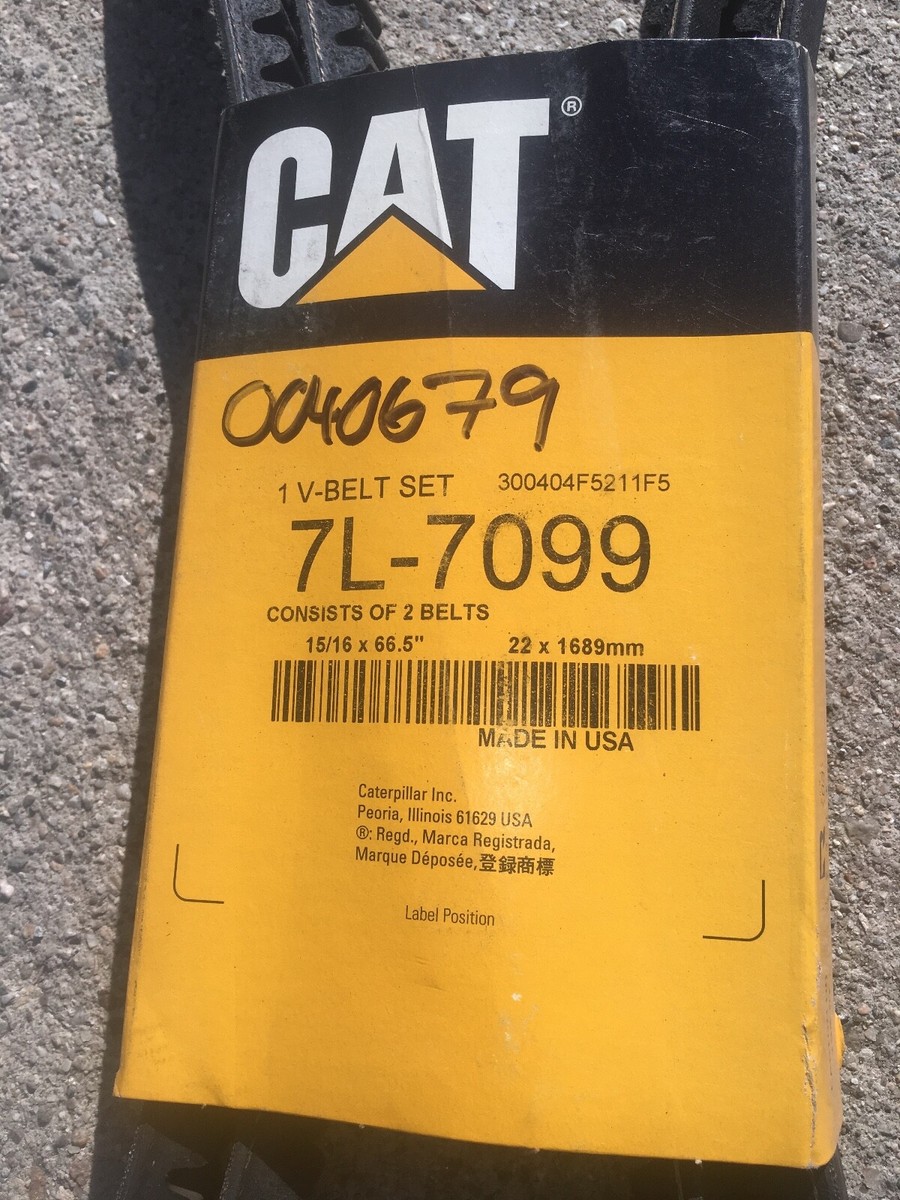 CAT®
0040679
1 V-BELT SET 300404F5211F5
7L-7099
CONSISTS OF 2 BELTS
15/16 x 66.5" 22 x 1689mm
MADE IN USA
Caterpillar Inc.
Peoria, Illinois 61629 USA
®: Regd., Marca Registrada,
Marque Déposée,登録商標
Label Position